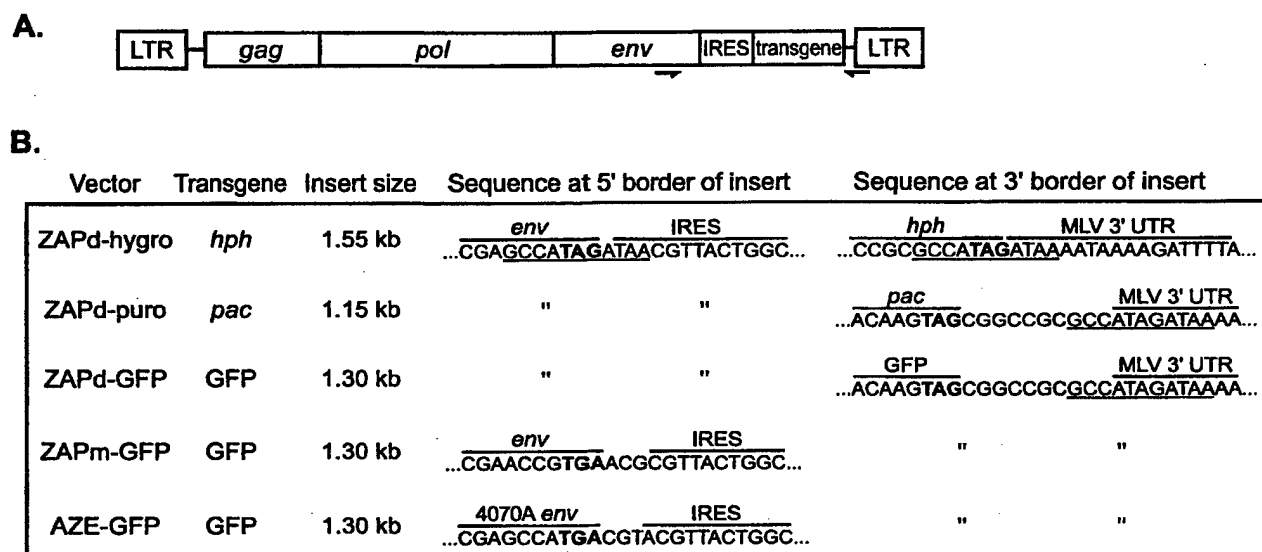 A.
LTR gag pol env IRES transgene LTR
B.
Vector Transgene Insert size Sequence at 5' border of insert Sequence at 3' border of insert
env IRES hph MLV 3' UTR
ZAPd-hygro hph 1.55 kb ...CGAGCCATAGATAACGTTACTGGC... ...CCGCGCCATAGATAAAATAAAAGATTTTA...
pac MLV 3' UTR
ZAPd-puro pac 1.15 kb " " ...ACAAGTAGCGGCCGCGCCATAGATAAAA...
GFP MLV 3' UTR
ZAPd-GFP GFP 1.30 kb " " ...ACAAGTAGCGGCCGCGCCATAGATAAAA...
env IRES
ZAPm-GFP GFP 1.30 kb ...CGAACCGTGAACGCGTTACTGGC... " "
4070A env IRES
AZE-GFP GFP 1.30 kb ...CGAGCCATGACGTACGTTACTGGC... " "